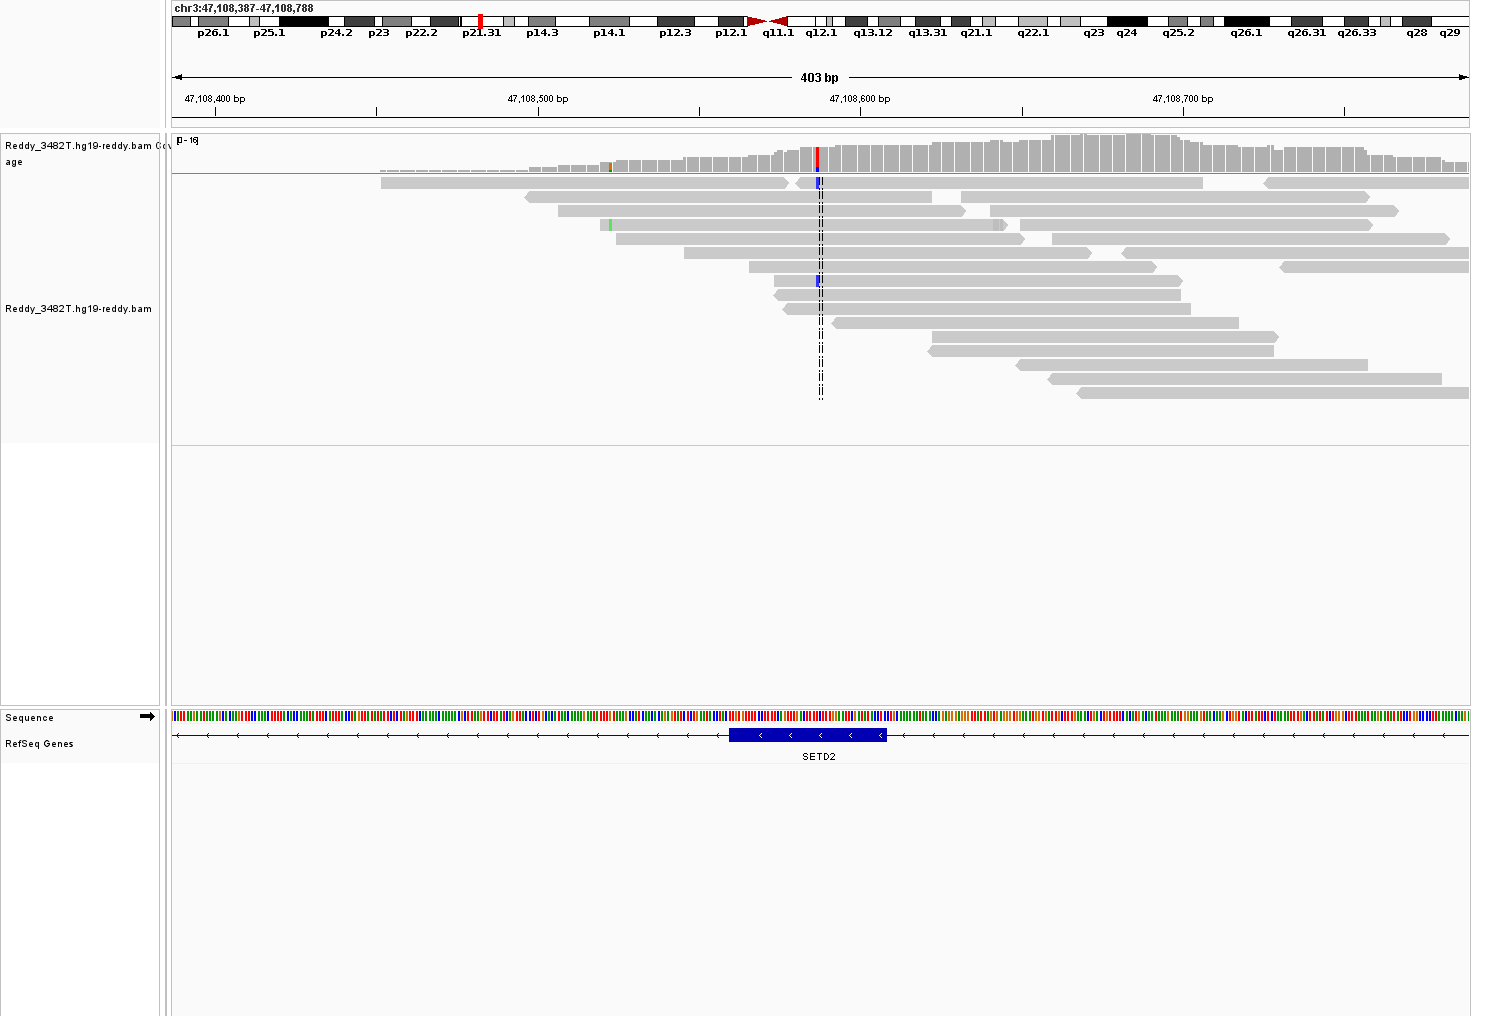 chr3:47,108,387-47,108,788
p26.1 p25.1 p24.2 p23 p22.2 p21.31 p14.3 p14.1 p12.3 p12.1 q11.1 q12.1 q13.12 q13.31 q21.1 q22.1 q23 q24 q25.2 q26.1 q26.31 q26.33 q28 q29
403 bp
47,108,400 bp 47,108,500 bp 47,108,600 bp 47,108,700 bp
Reddy_3482T.hg19-reddy.bam Cov
age
[0 - 16]
Reddy_3482T.hg19-reddy.bam
Sequence
RefSeq Genes
SETD2